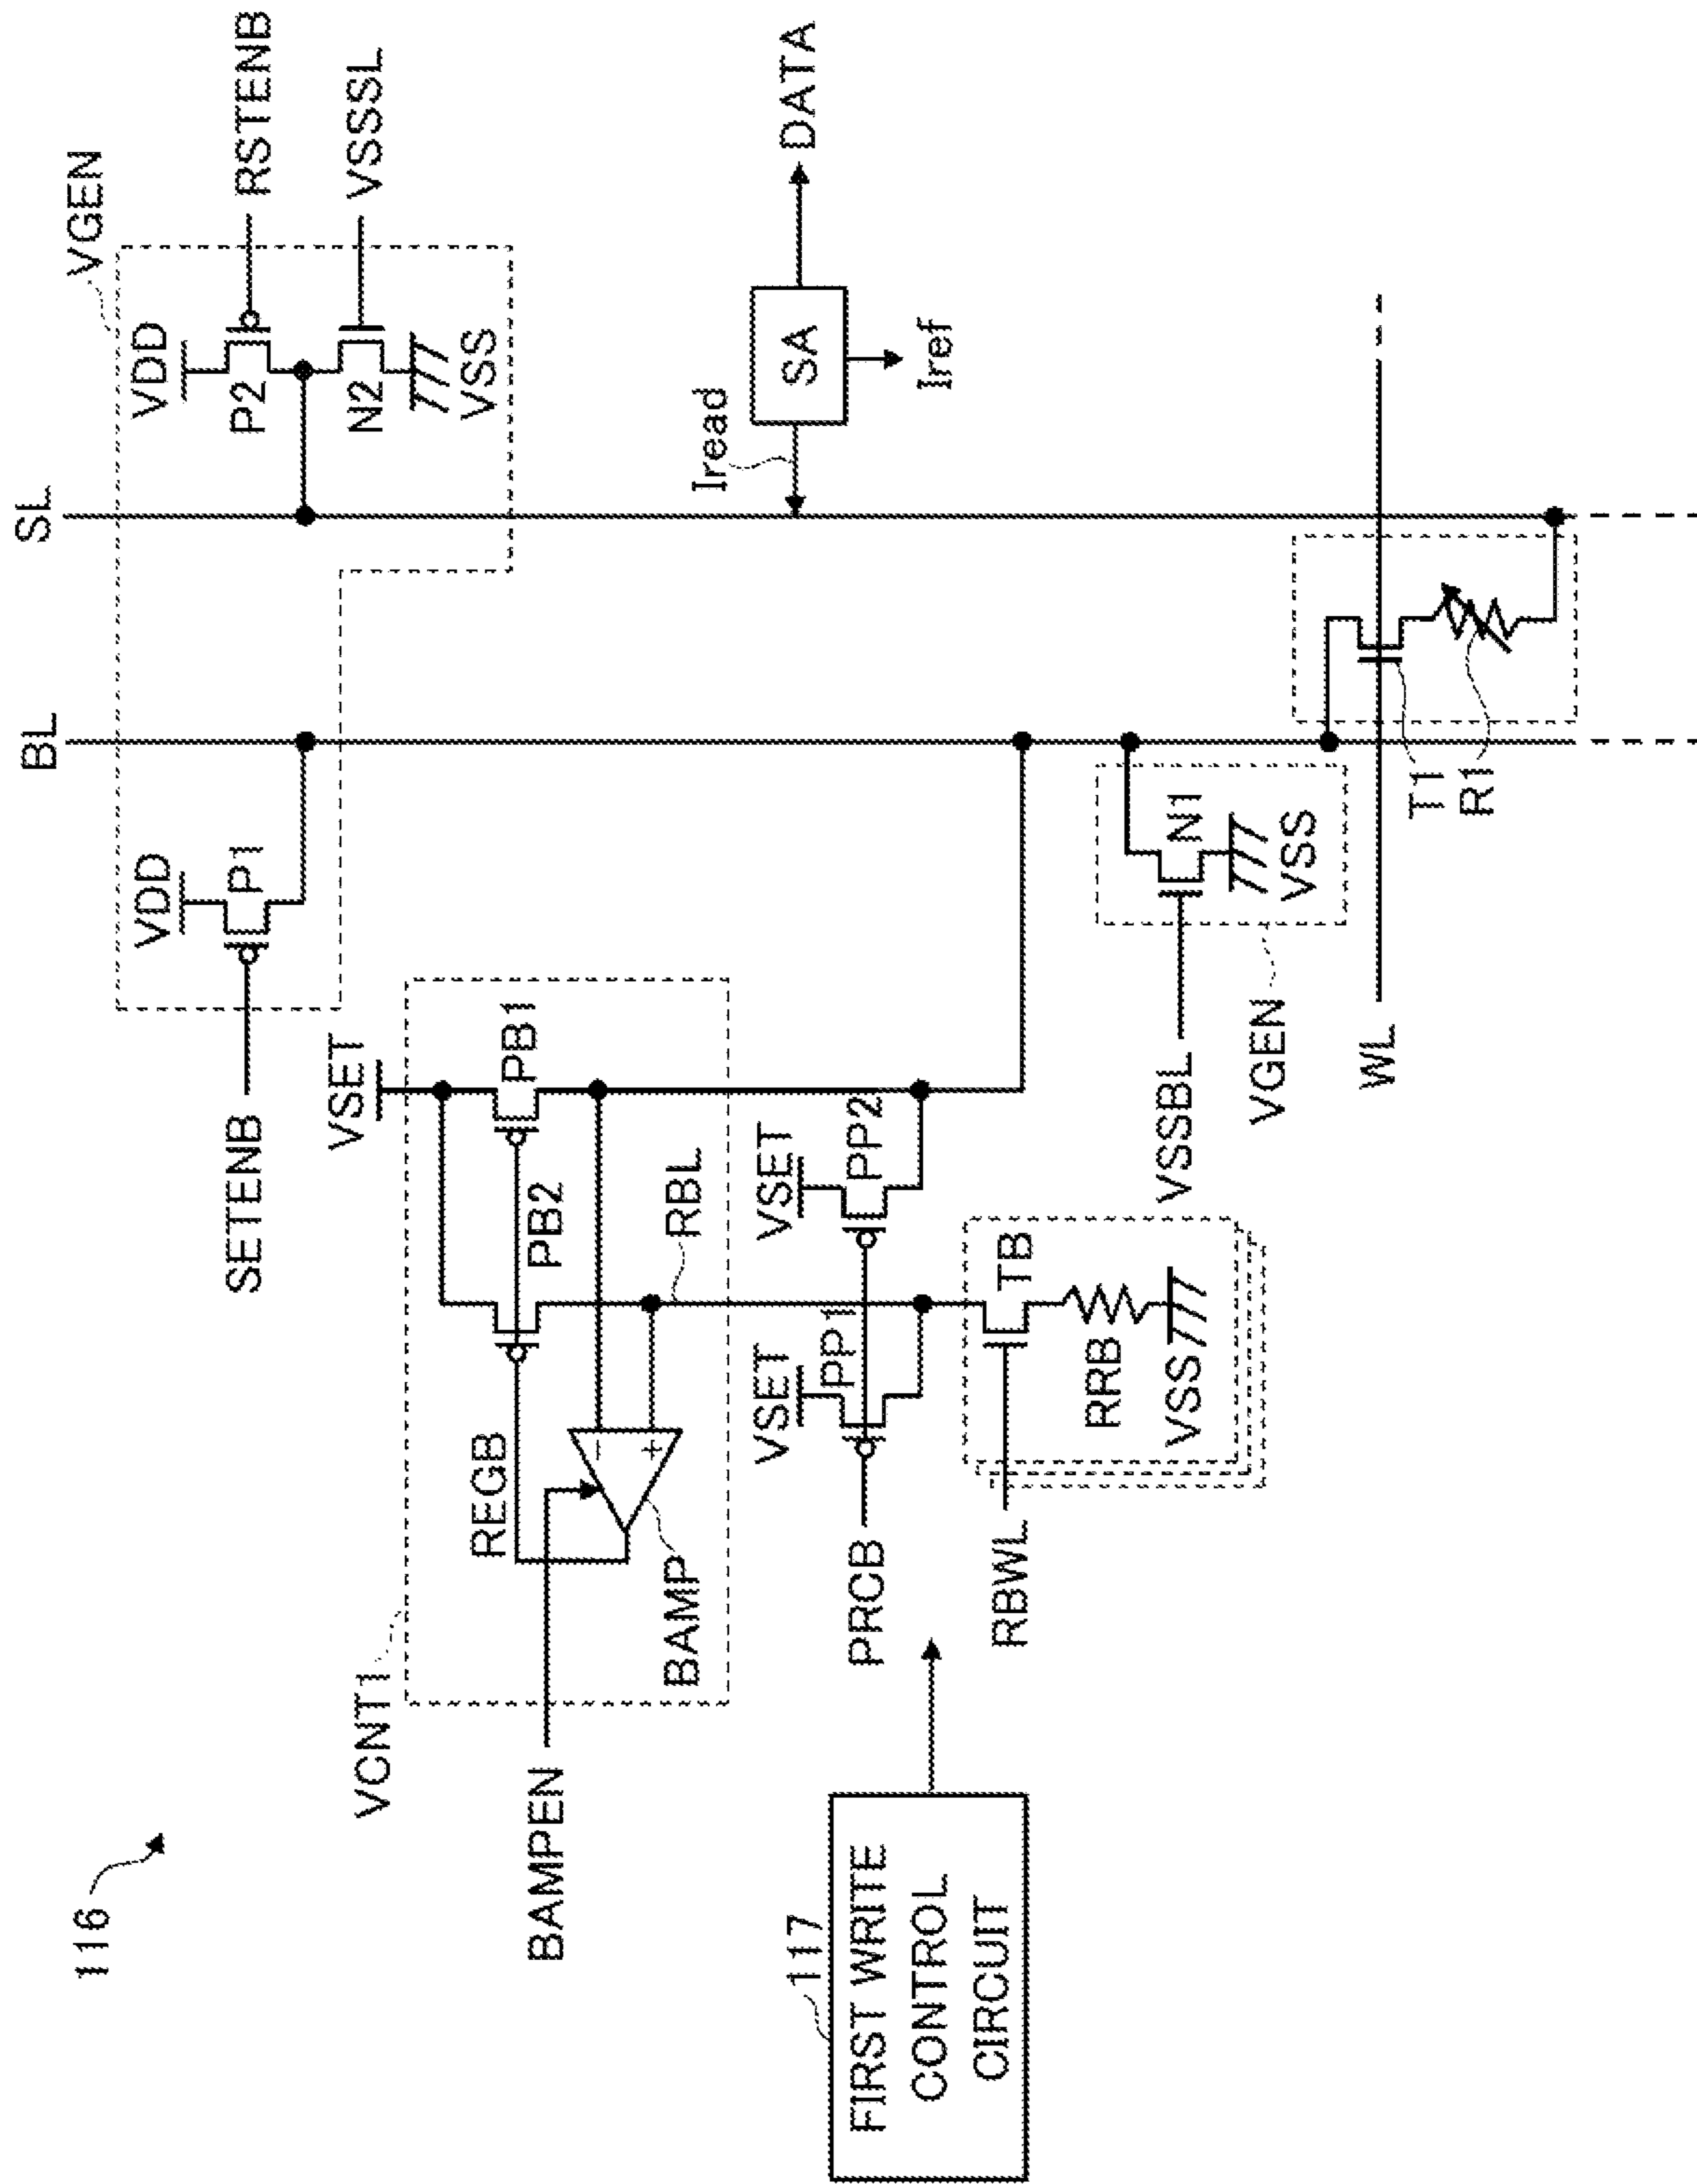 116
VGEN
SL
BL
VDD
P2
RSTENB
N2
VSSSL
VSS
VDD
P1
SETENB
VSET
PB1
PB2
REGB
VCNT1
BAMPEN
−
+
BAMP
RBL
Iread
SA
DATA
Iref
VSET
PP2
VSET
PP1
PRCB
117
FIRST WRITE
CONTROL
CIRCUIT
RBWL
TB
RRB
VSS
N1
VSS
VSSBL
VGEN
WL
T1
R1